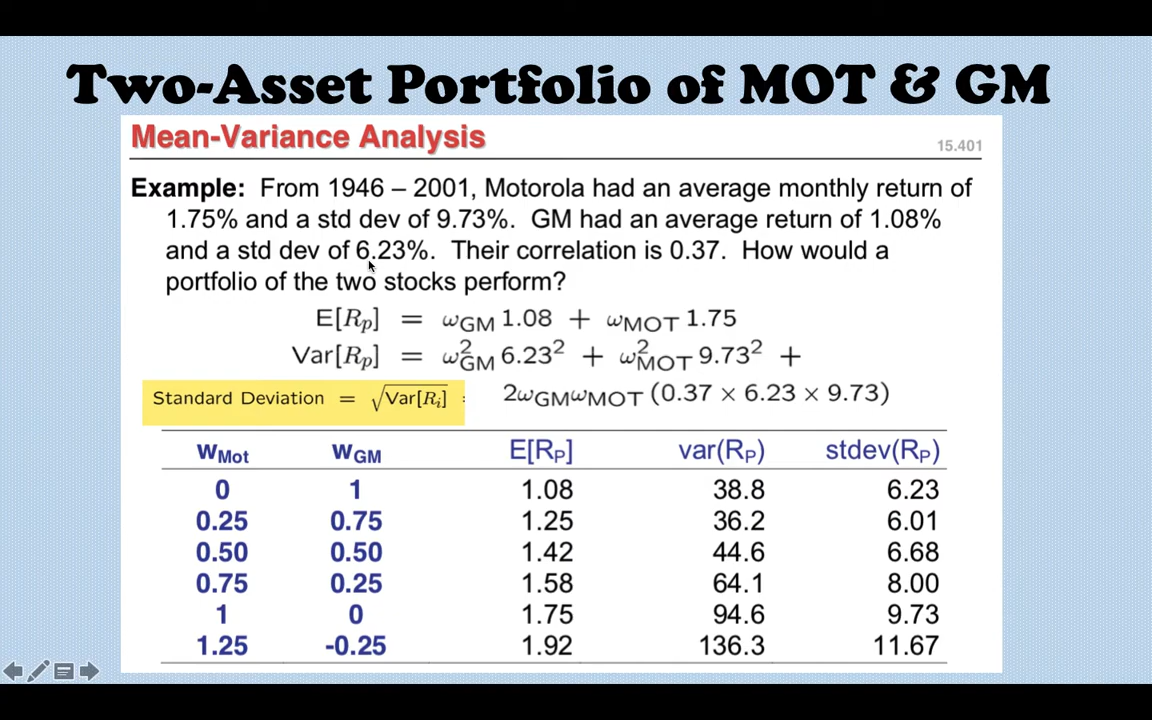 Two-Asset Portfolio of MOT & GM
Mean-Variance Analysis
15.401
Example: From 1946 – 2001, Motorola had an average monthly return of
1.75% and a std dev of 9.73%. GM had an average return of 1.08%
and a std dev of 6.23%. Their correlation is 0.37. How would a
portfolio of the two stocks perform?
E[Rp] = ωGM 1.08 + ωMOT 1.75
Var[Rp] = ω²GM 6.23² + ω²MOT 9.73² +
Standard Deviation = √Var[Ri]
2ωGMωMOT (0.37 × 6.23 × 9.73)
wMot wGM E[RP] var(RP) stdev(RP)
0 1 1.08 38.8 6.23
0.25 0.75 1.25 36.2 6.01
0.50 0.50 1.42 44.6 6.68
0.75 0.25 1.58 64.1 8.00
1 0 1.75 94.6 9.73
1.25 -0.25 1.92 136.3 11.67